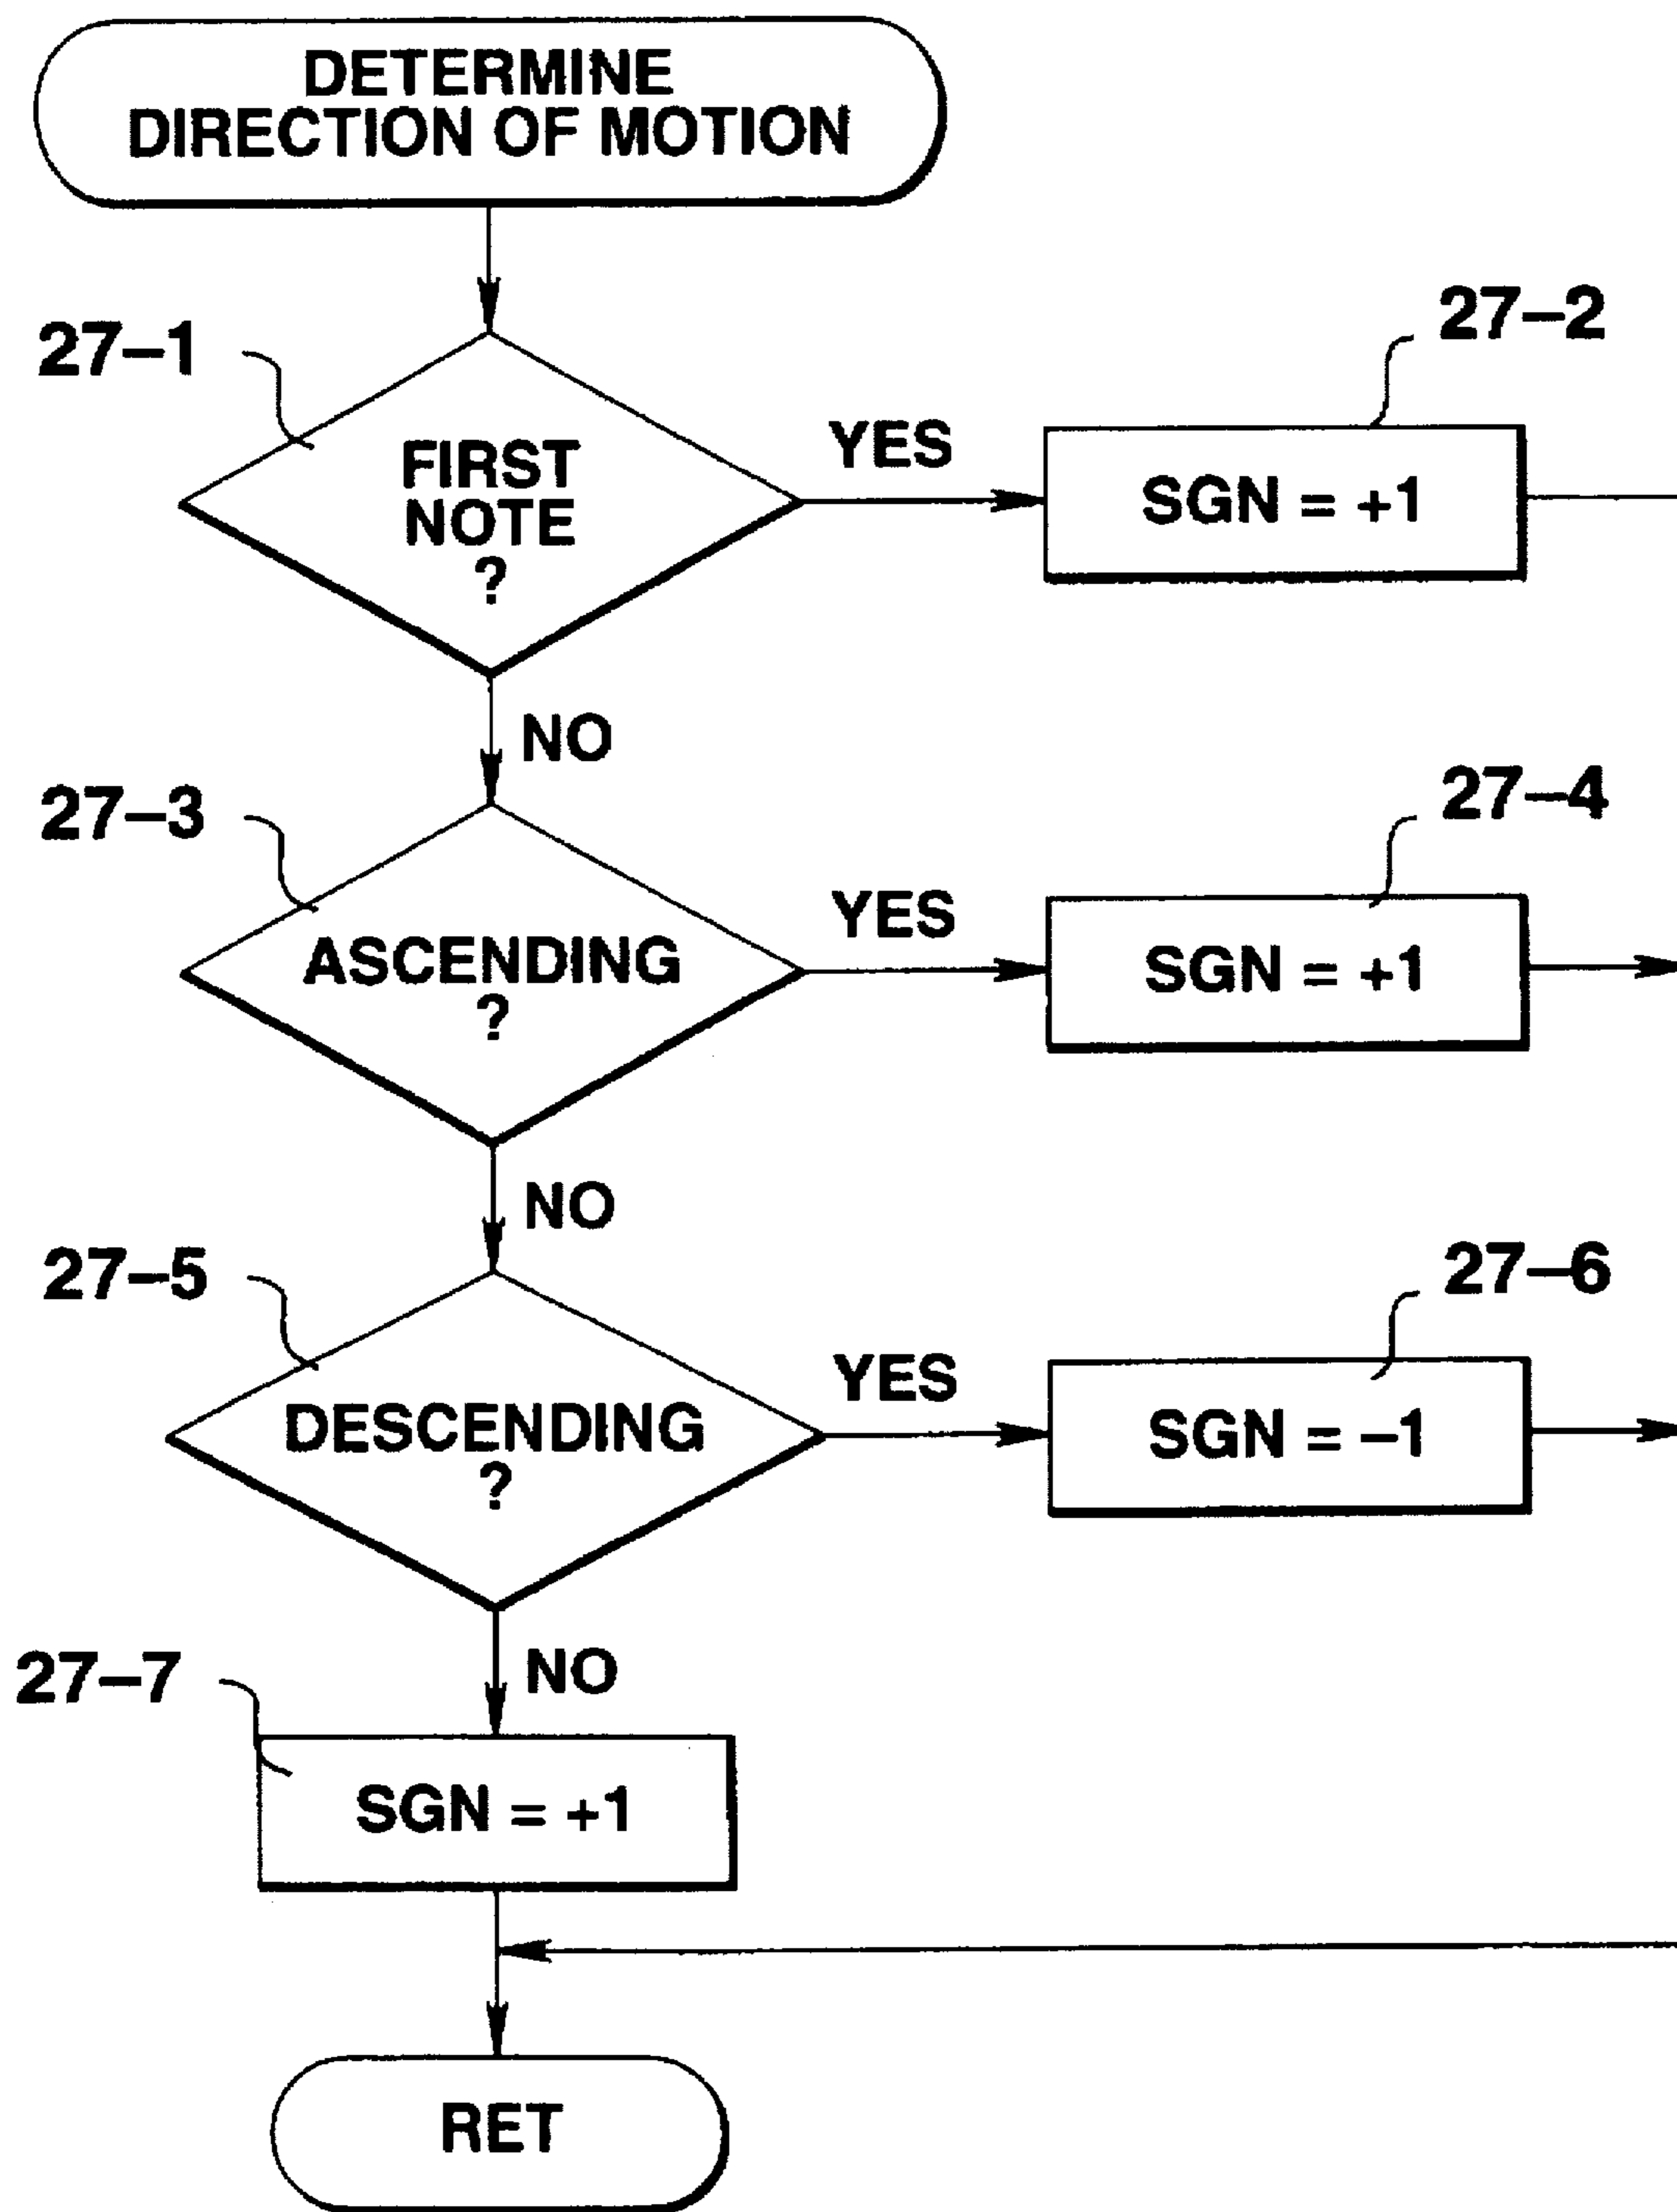 DETERMINE
DIRECTION OF MOTION
27–1
FIRST
NOTE
?
YES
27–2
SGN = +1
NO
27–3
ASCENDING
?
YES
27–4
SGN = +1
NO
27–5
DESCENDING
?
YES
27–6
SGN = –1
NO
27–7
SGN = +1
RET